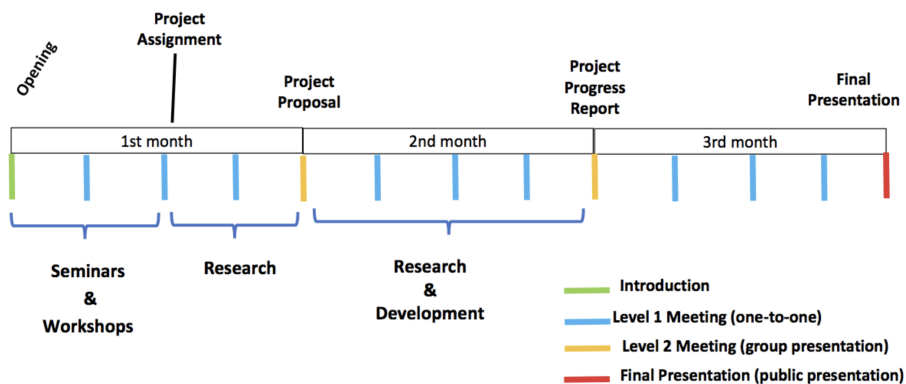 Opening
Project
Assignment
Project
Proposal
Project
Progress
Report
Final
Presentation
1st month
2nd month
3rd month
Seminars
&
Workshops
Research
Research
&
Development
Introduction
Level 1 Meeting (one-to-one)
Level 2 Meeting (group presentation)
Final Presentation (public presentation)